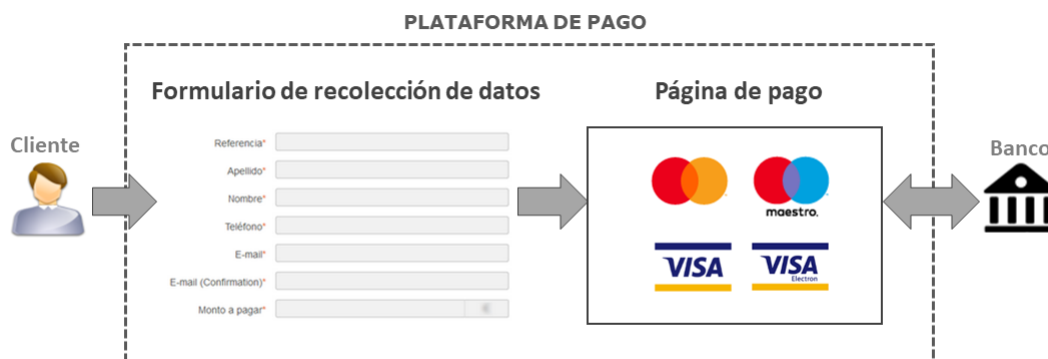 PLATAFORMA DE PAGO
Formulario de recolección de datos
Página de pago
Cliente
Banco
Referencia*
Apellido*
Nombre*
Teléfono*
E-mail*
E-mail (Confirmation)*
Monto a pagar*
maestro.
VISA
VISA
Electron